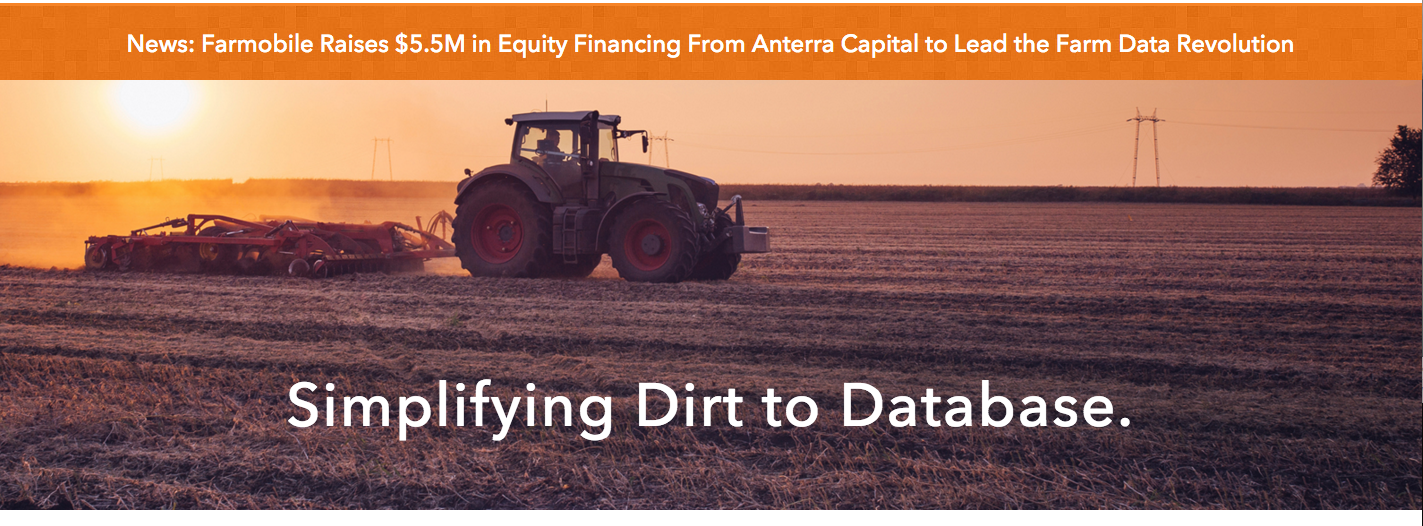 News: Farmobile Raises $5.5M in Equity Financing From Anterra Capital to Lead the Farm Data Revolution
Simplifying Dirt to Database.